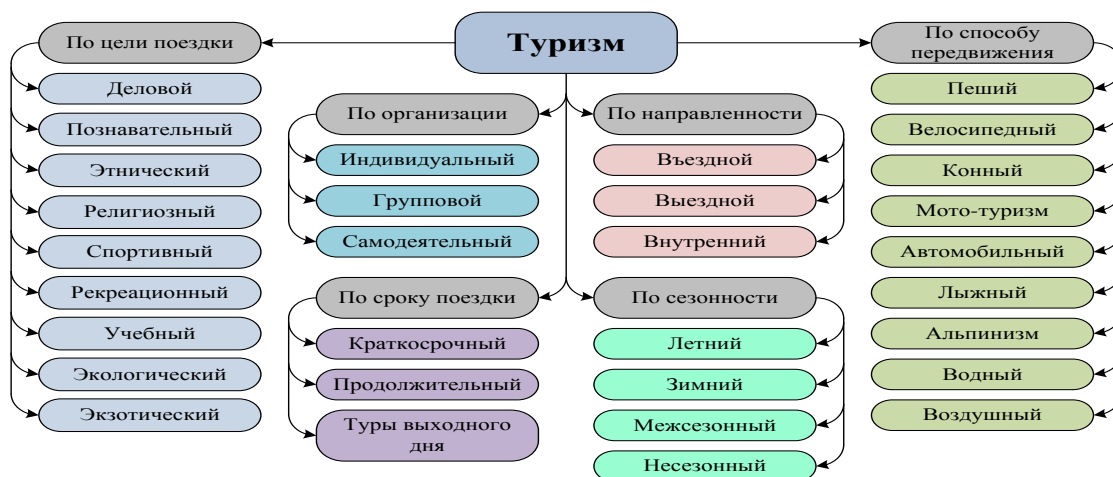 Туризм
По цели поездки
Деловой
Познавательный
Этнический
Религиозный
Спортивный
Рекреационный
Учебный
Экологический
Экзотический
По организации
Индивидуальный
Групповой
Самодеятельный
По сроку поездки
Краткосрочный
Продолжительный
Туры выходного
дня
По направленности
Въездной
Выездной
Внутренний
По сезонности
Летний
Зимний
Межсезонный
Несезонный
По способу
передвижения
Пеший
Велосипедный
Конный
Мото-туризм
Автомобильный
Лыжный
Альпинизм
Водный
Воздушный